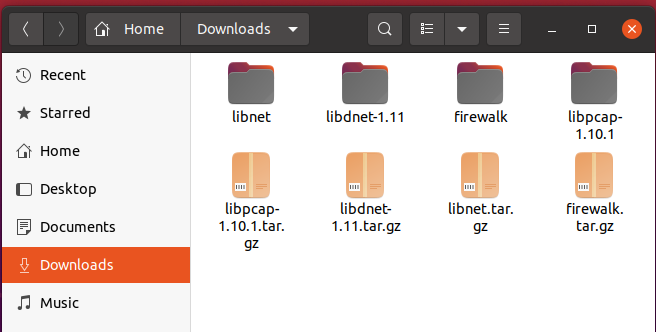 Home
Downloads
Recent
Starred
Home
Desktop
Documents
Downloads
Music
libnet
libdnet-1.11
firewalk
libpcap-
1.10.1
libpcap-
1.10.1.tar.
gz
libdnet-
1.11.tar.gz
libnet.tar.
gz
firewalk.
tar.gz